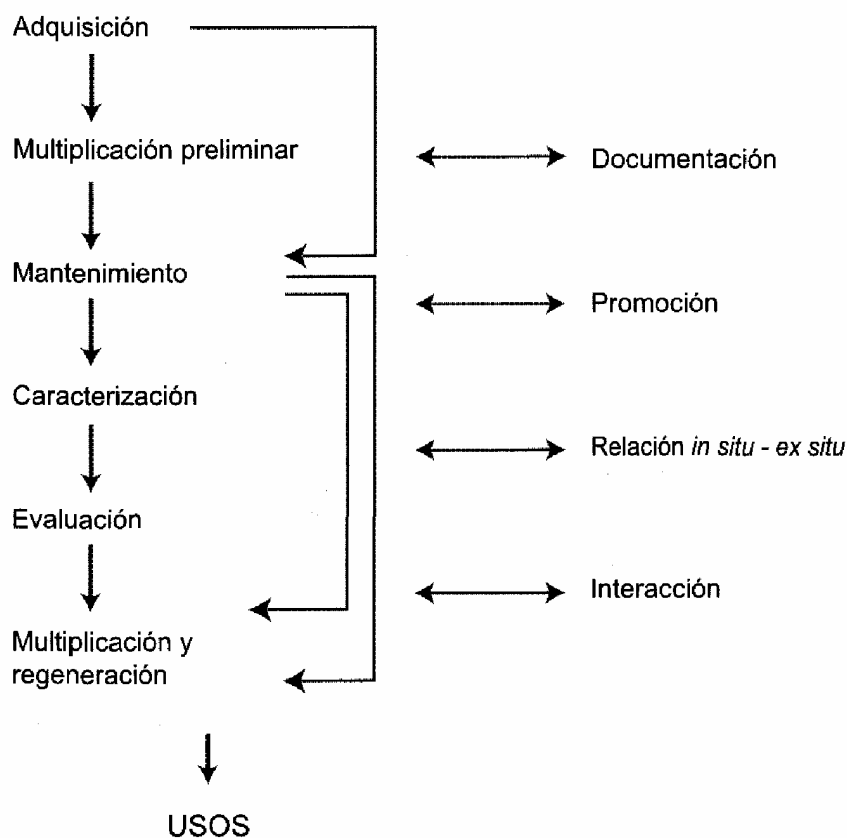 Adquisición
Multiplicación preliminar
Documentación
Mantenimiento
Promoción
Caracterización
Relación in situ - ex situ
Evaluación
Interacción
Multiplicación y
regeneración
USOS